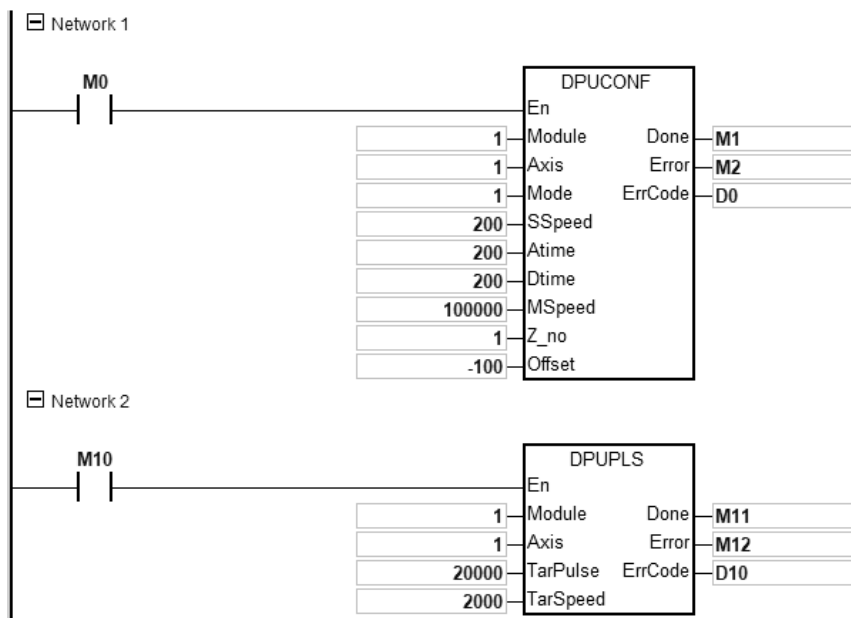 Network 1
M0
DPUCONF
En
1 Module Done M1
1 Axis Error M2
1 Mode ErrCode D0
200 SSpeed
200 Atime
200 Dtime
100000 MSpeed
1 Z_no
-100 Offset
Network 2
M10
DPUPLS
En
1 Module Done M11
1 Axis Error M12
20000 TarPulse ErrCode D10
2000 TarSpeed